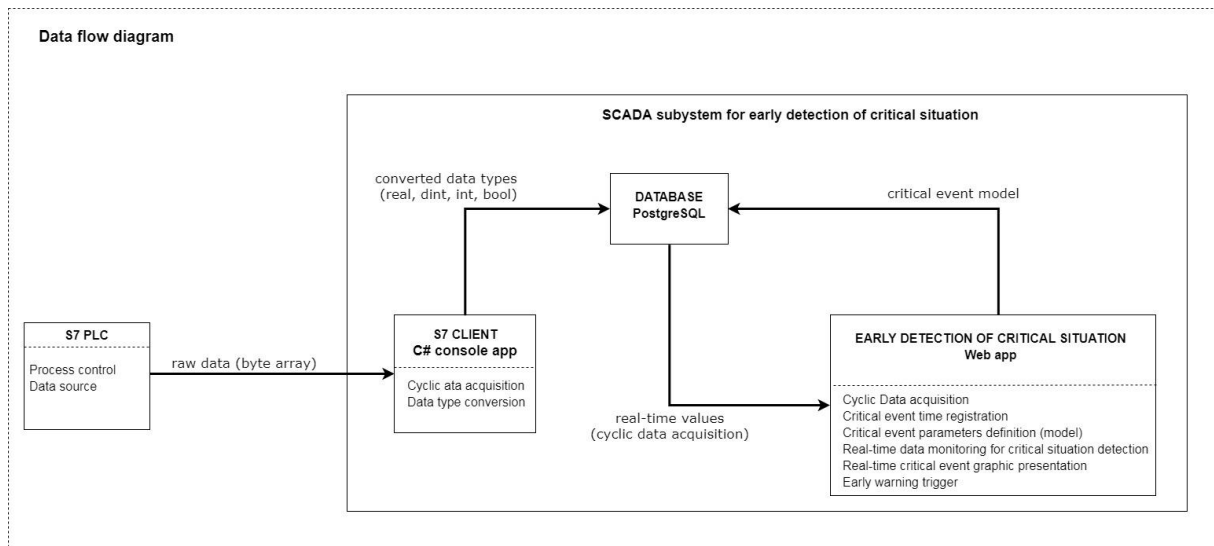 Data flow diagram
SCADA subystem for early detection of critical situation
converted data types
(real, dint, int, bool)
DATABASE
PostgreSQL
critical event model
S7 PLC
Process control
Data source
raw data (byte array)
S7 CLIENT
C# console app
Cyclic ata acquisition
Data type conversion
real-time values
(cyclic data acquisition)
EARLY DETECTION OF CRITICAL SITUATION
Web app
Cyclic Data acquisition
Critical event time registration
Critical event parameters definition (model)
Real-time data monitoring for critical situation detection
Real-time critical event graphic presentation
Early warning trigger